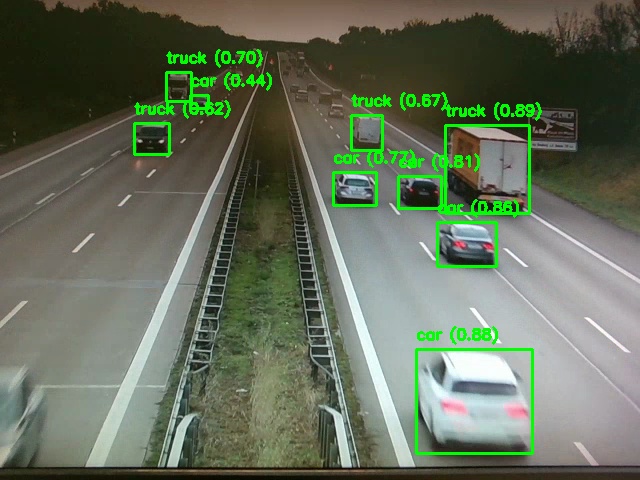 truck (0.70)
car (0.44)
truck (0.62)
truck (0.67)
truck (0.89)
car (0.77)
car (0.81)
car (0.86)
car (0.88)